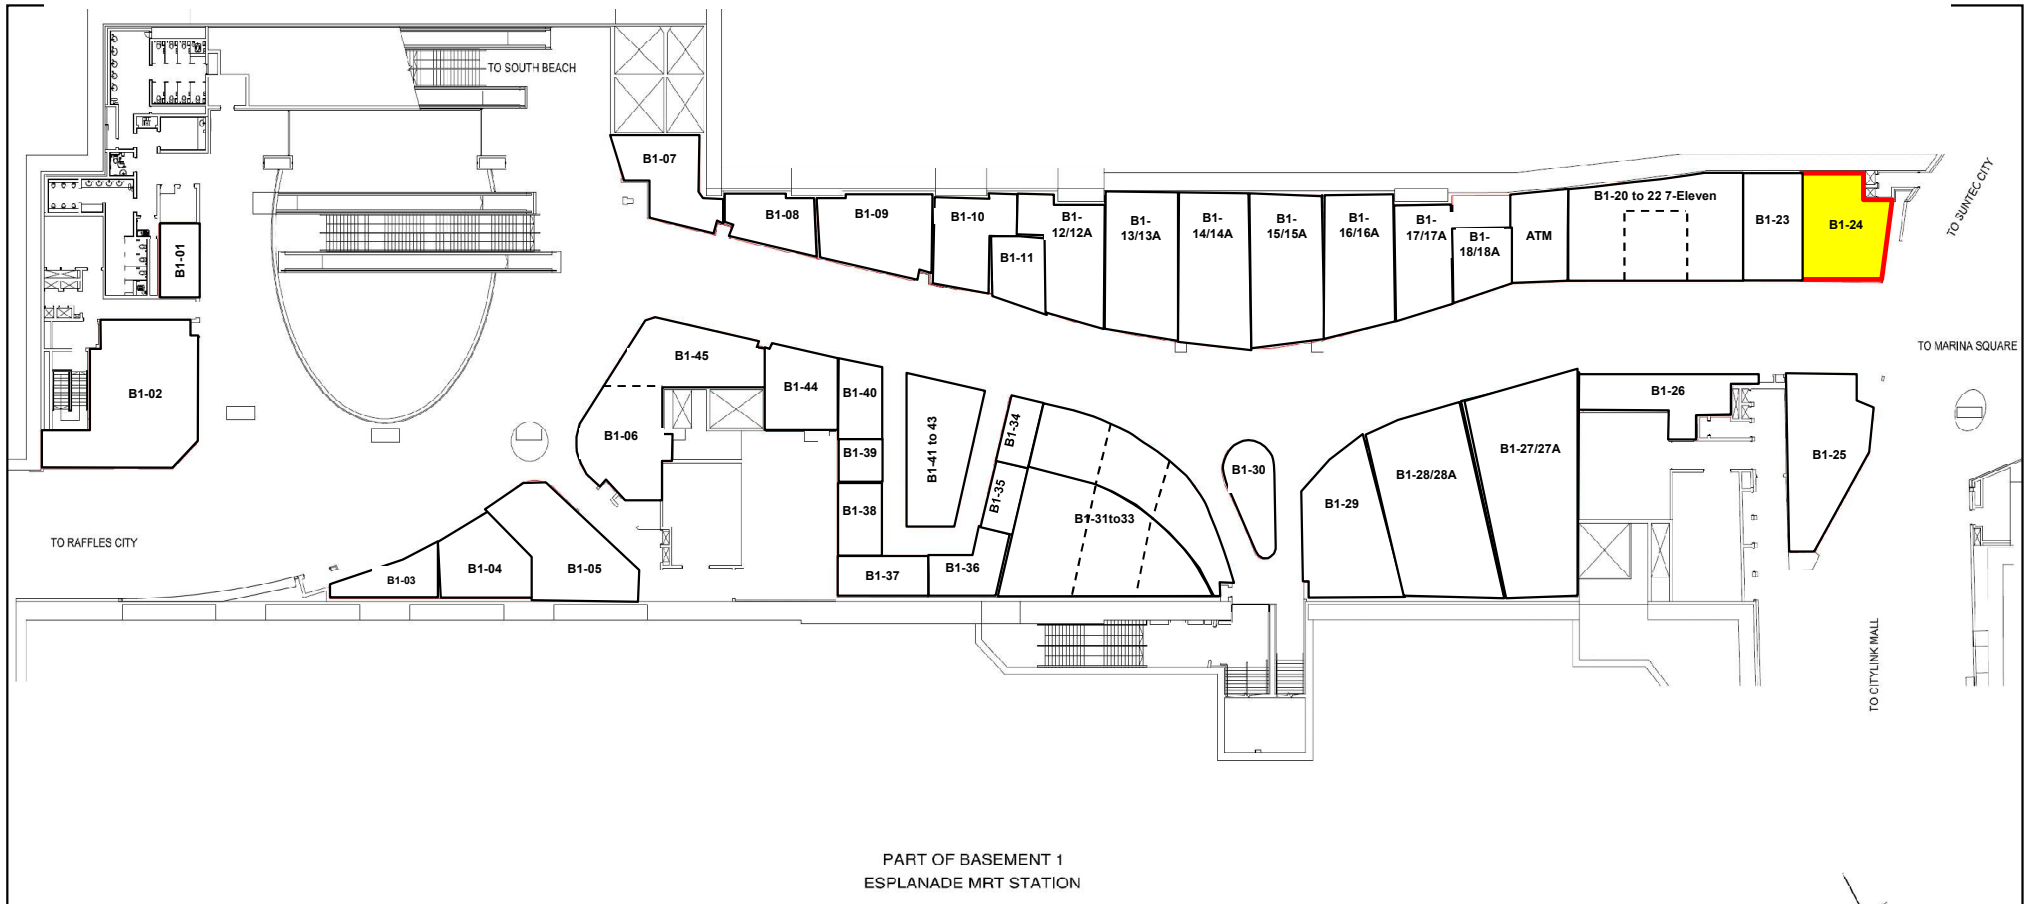 TO SOUTH BEACH
B1-07
B1-08
B1-09
B1-10
B1-11
B1-
12/12A
B1-
13/13A
B1-
14/14A
B1-
15/15A
B1-
16/16A
B1-
17/17A
B1-
18/18A
ATM
B1-20 to 22 7-Eleven
B1-23
B1-24
TO SUNTEC CITY
B1-01
B1-02
B1-45
B1-44
B1-40
B1-06
B1-39
B1-41 to 43
B1-34
B1-35
B1-38
B1-31to33
B1-30
B1-29
B1-28/28A
B1-27/27A
B1-26
B1-25
TO MARINA SQUARE
TO RAFFLES CITY
B1-03
B1-04
B1-05
B1-37
B1-36
TO CITYLINK MALL
PART OF BASEMENT 1
ESPLANADE MRT STATION